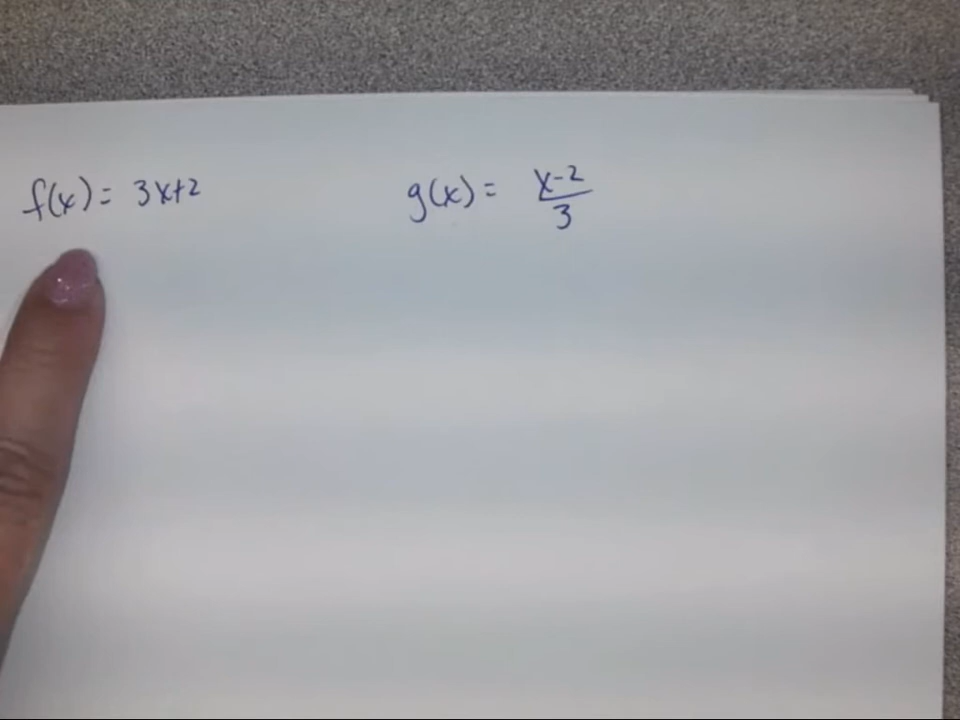 f(x) = 3x+2
g(x) = x-2/3